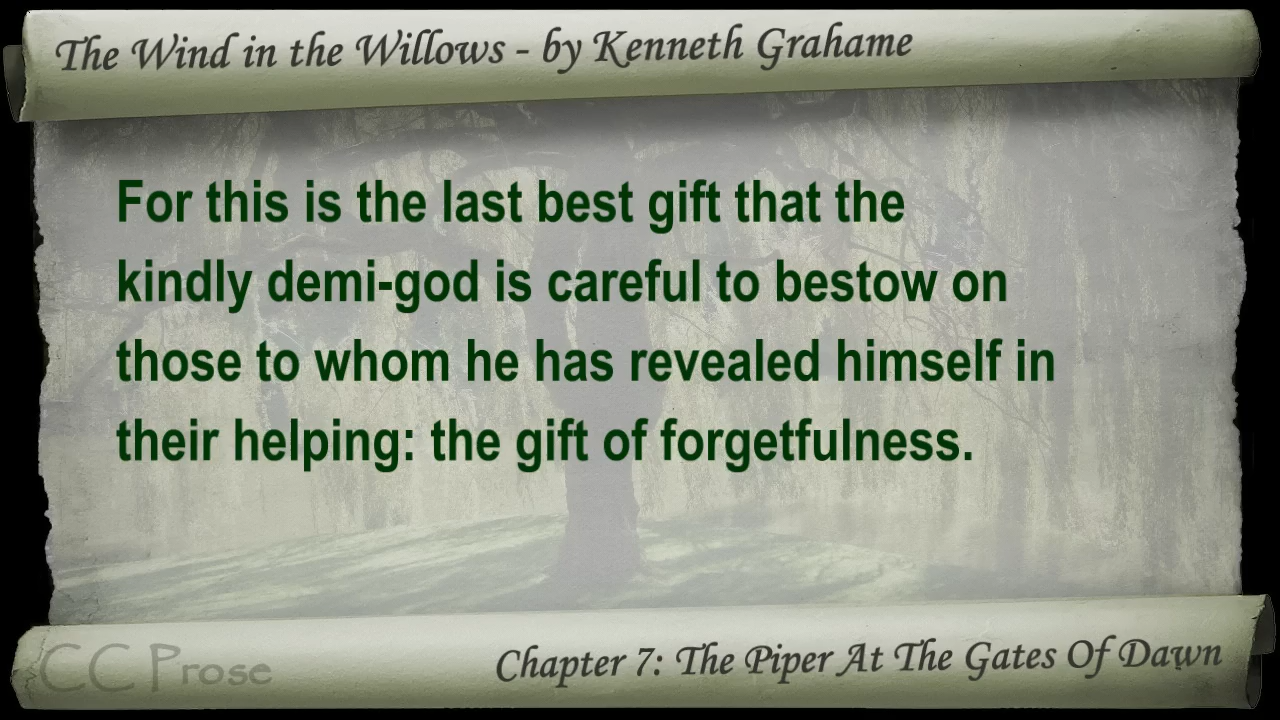 The Wind in the Willows - by Kenneth Grahame
For this is the last best gift that the
kindly demi-god is careful to bestow on
those to whom he has revealed himself in
their helping: the gift of forgetfulness.
CC Prose
Chapter 7: The Piper At The Gates Of Dawn